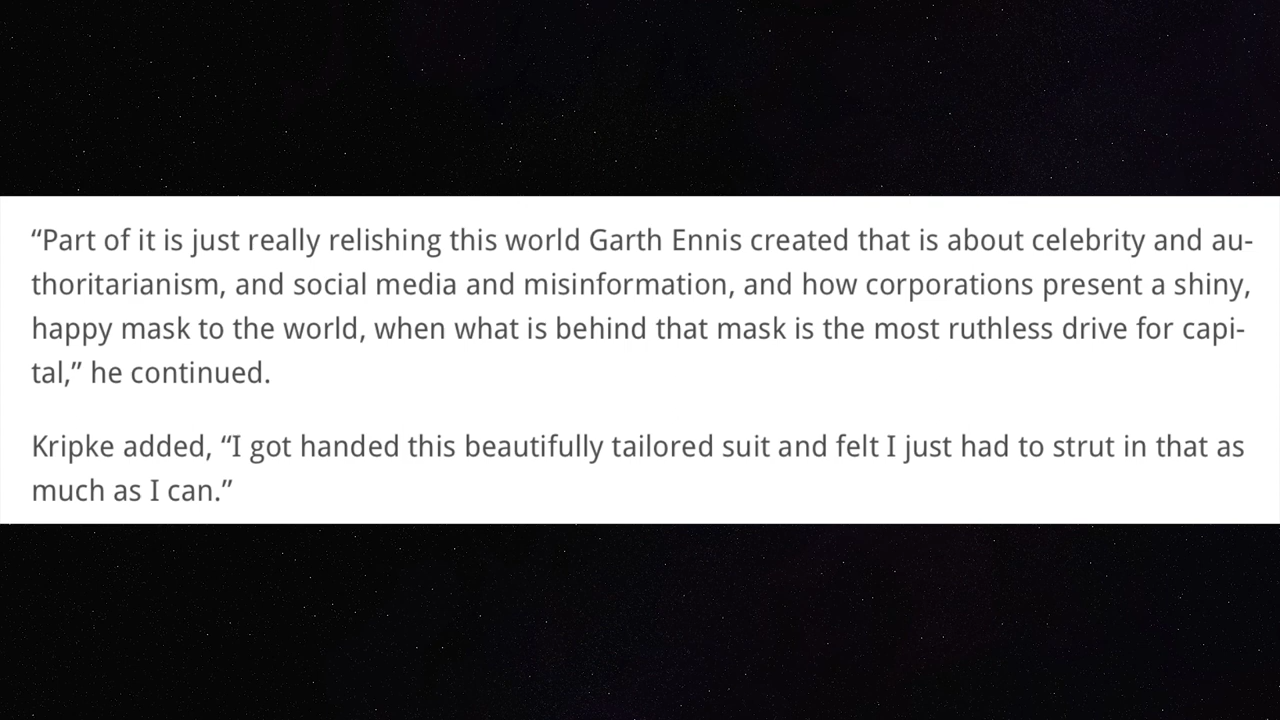 “Part of it is just really relishing this world Garth Ennis created that is about celebrity and au-
thoritarianism, and social media and misinformation, and how corporations present a shiny,
happy mask to the world, when what is behind that mask is the most ruthless drive for capi-
tal,” he continued.
Kripke added, “I got handed this beautifully tailored suit and felt I just had to strut in that as
much as I can.”